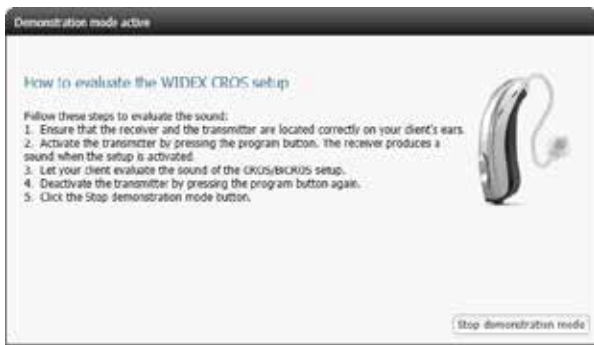 Demonstration mode active
How to evaluate the WIDEX CROS setup
Follow these steps to evaluate the sound:
1. Ensure that the receiver and the transmitter are located correctly on your client's ears.
2. Activate the transmitter by pressing the program button. The receiver produces a
sound when the setup is activated.
3. Let your client evaluate the sound of the CROS/BiCROS setup.
4. Deactivate the transmitter by pressing the program button again.
5. Click the Stop demonstration mode button.
Stop demonstration mode